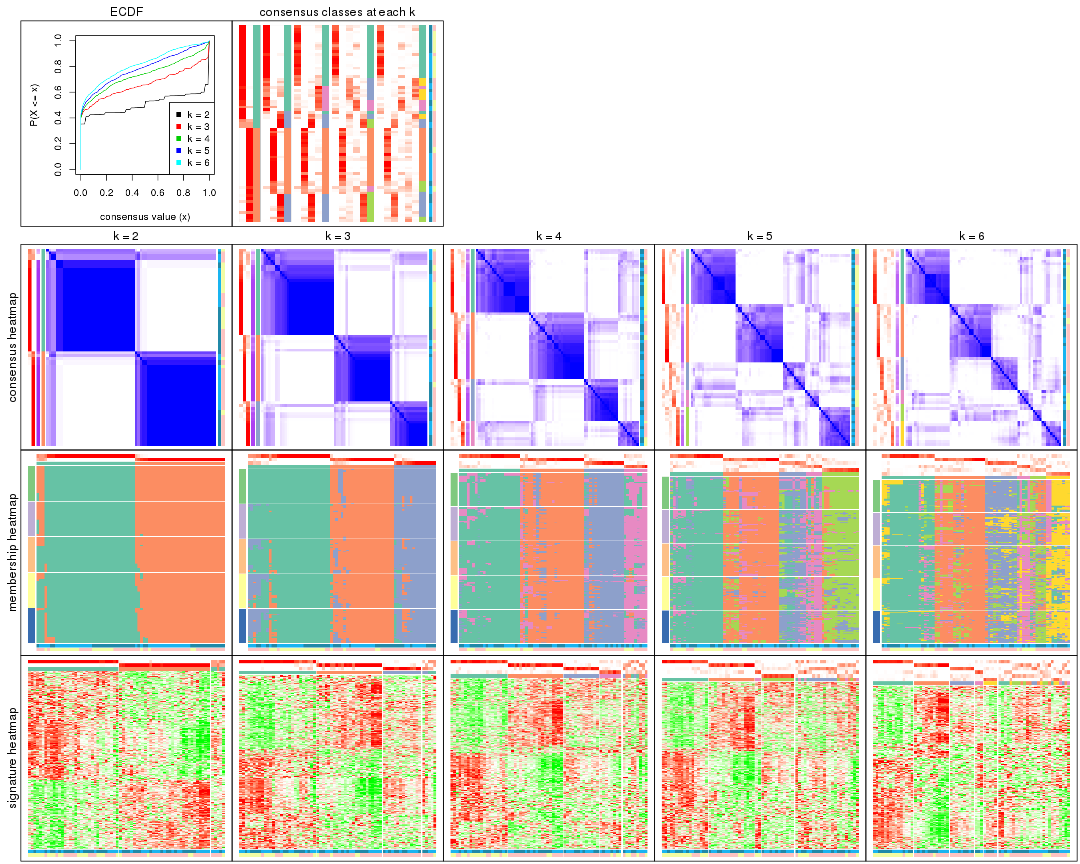 ECDF
consensus classes at each k
P(X <= x)
0.0 0.2 0.4 0.6 0.8 1.0
k = 2
k = 3
k = 4
k = 5
k = 6
0.0 0.2 0.4 0.6 0.8 1.0
consensus value (x)
k = 2
k = 3
k = 4
k = 5
k = 6
consensus heatmap
membership heatmap
signature heatmap